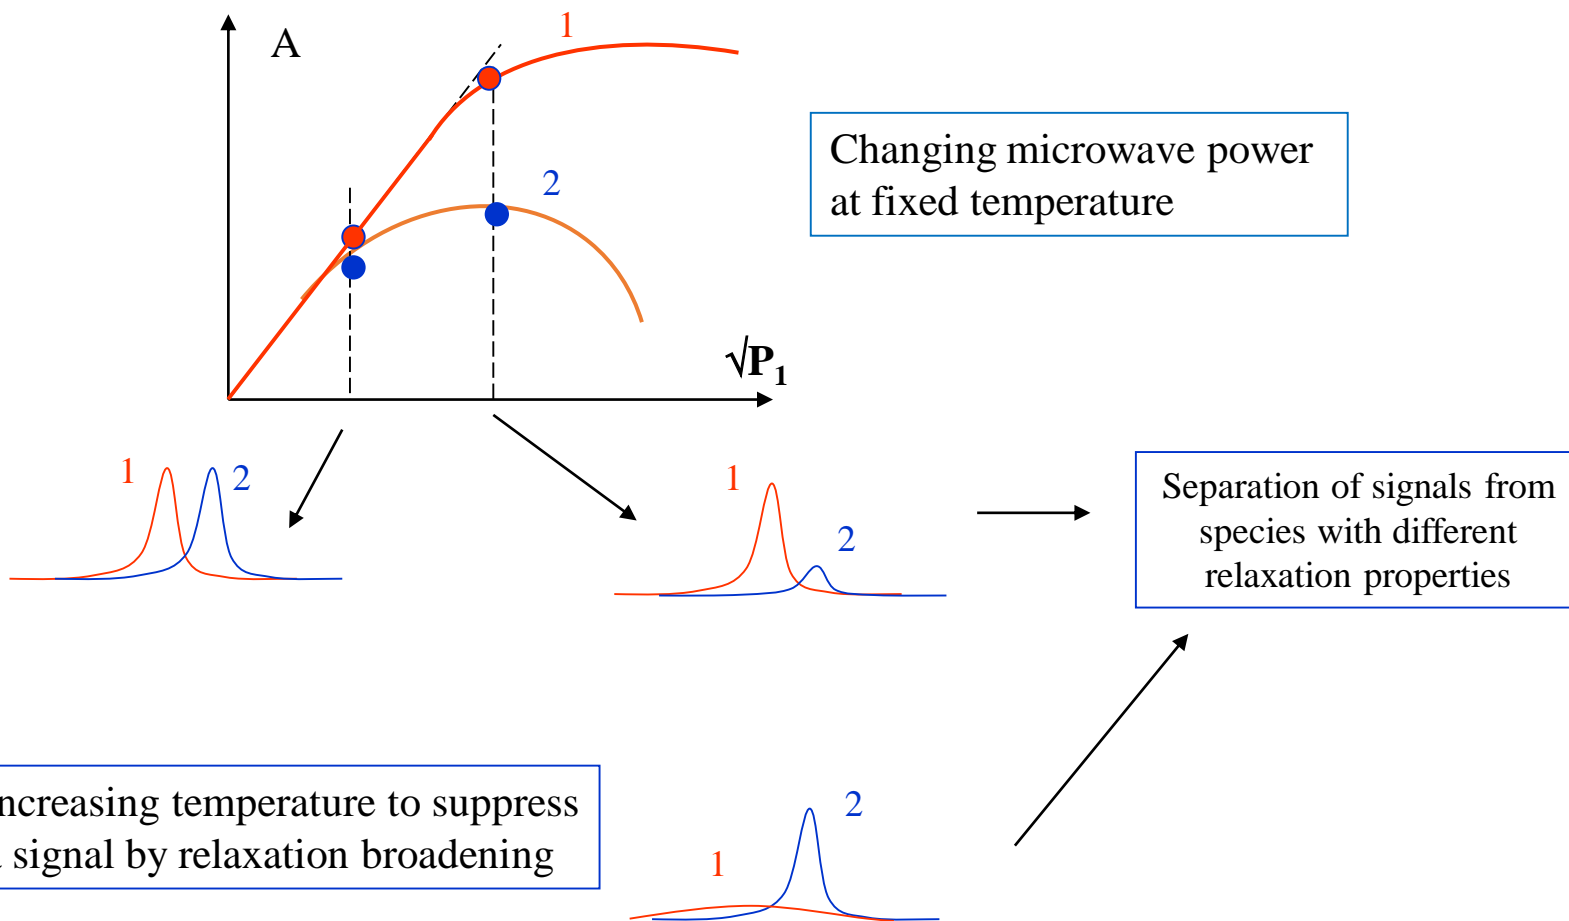 A
1
2
Changing microwave power
at fixed temperature
√P₁
1 2
1
2
Separation of signals from
species with different
relaxation properties
ncreasing temperature to suppress
signal by relaxation broadening
2
1